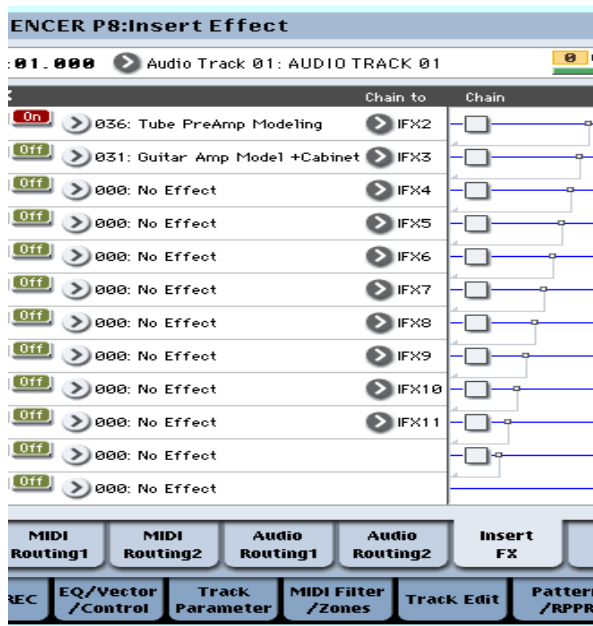 ENCER P8:Insert Effect
:01.000 Audio Track 01: AUDIO TRACK 01 0
Chain to Chain
On 036: Tube PreAmp Modeling IFX2
Off 031: Guitar Amp Model +Cabinet IFX3
Off 000: No Effect IFX4
Off 000: No Effect IFX5
Off 000: No Effect IFX6
Off 000: No Effect IFX7
Off 000: No Effect IFX8
Off 000: No Effect IFX9
Off 000: No Effect IFX10
Off 000: No Effect IFX11
Off 000: No Effect
Off 000: No Effect
MIDI Routing1 MIDI Routing2 Audio Routing1 Audio Routing2 Insert FX
REC EQ/Vector /Control Track Parameter MIDI Filter /Zones Track Edit Pattern /RPPR